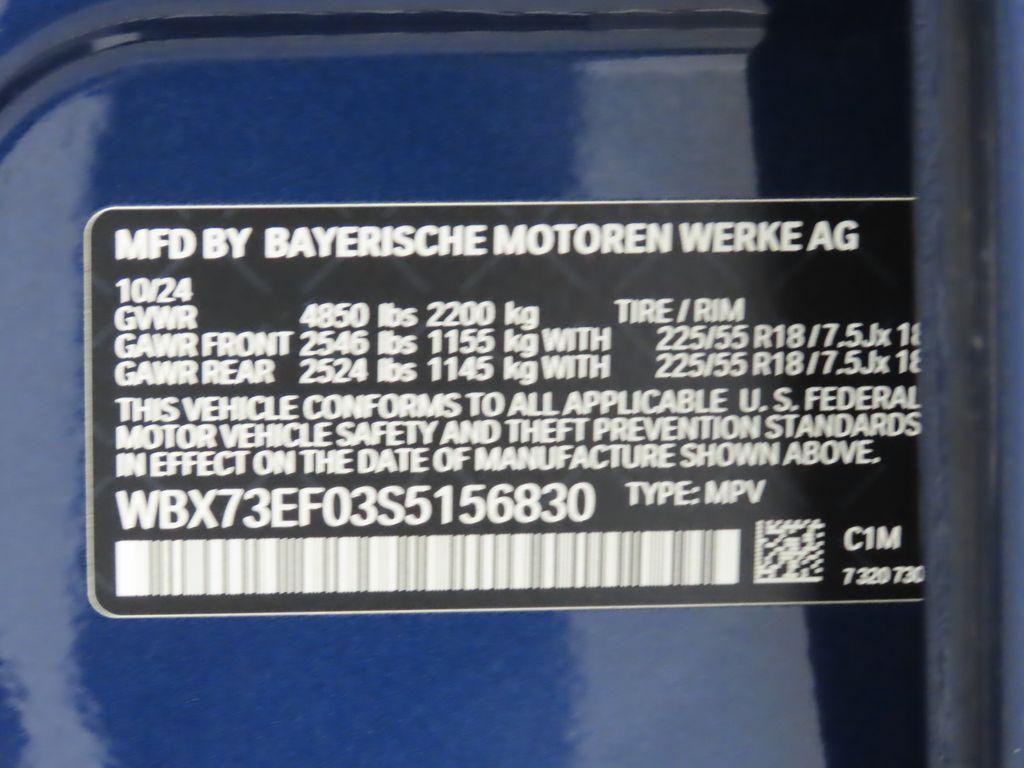 MFD BY BAYERISCHE MOTOREN WERKE AG
10/24
GVWR 4850 lbs 2200 kg TIRE / RIM
GAWR FRONT 2546 lbs 1155 kg WITH 225/55 R18 / 7.5Jx 18
GAWR REAR 2524 lbs 1145 kg WITH 225/55 R18 / 7.5Jx 18
THIS VEHICLE CONFORMS TO ALL APPLICABLE U. S. FEDERAL
MOTOR VEHICLE SAFETY AND THEFT PREVENTION STANDARDS
IN EFFECT ON THE DATE OF MANUFACTURE SHOWN ABOVE.
WBX73EF03S5156830 TYPE: MPV
C1M
7 320 730